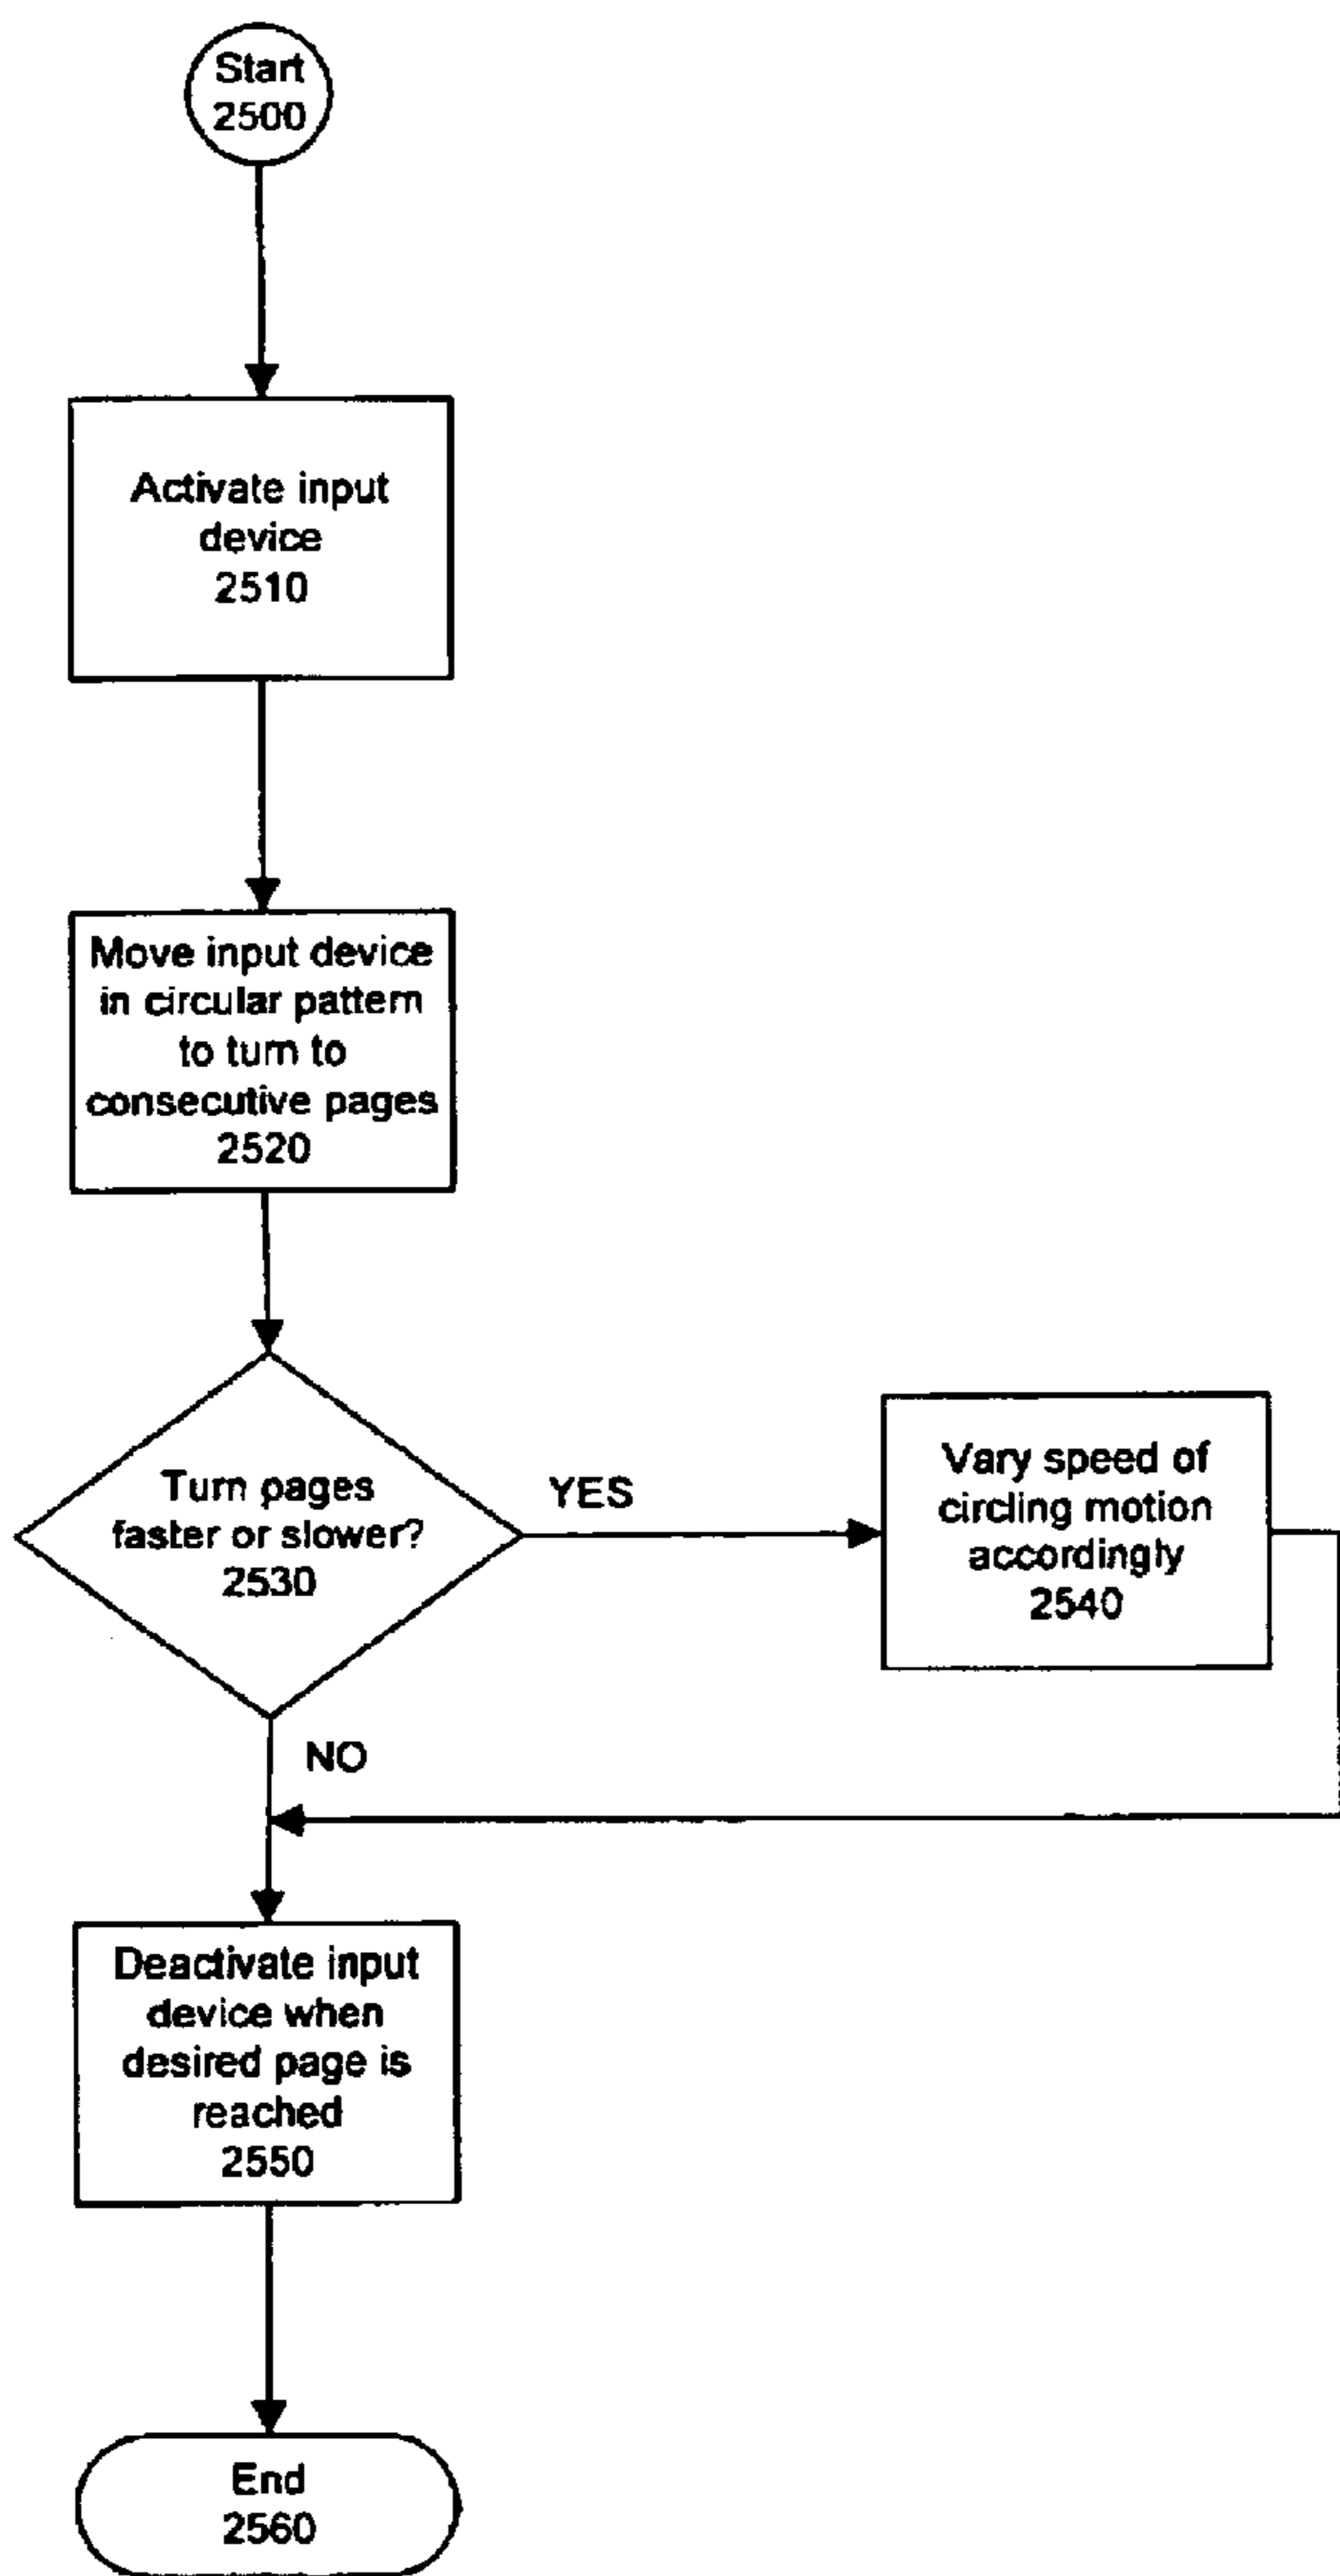 Start
2500
Activate input
device
2510
Move input device
in circular pattern
to turn to
consecutive pages
2520
Turn pages
faster or slower?
2530
YES
Vary speed of
circling motion
accordingly
2540
NO
Deactivate input
device when
desired page is
reached
2550
End
2560